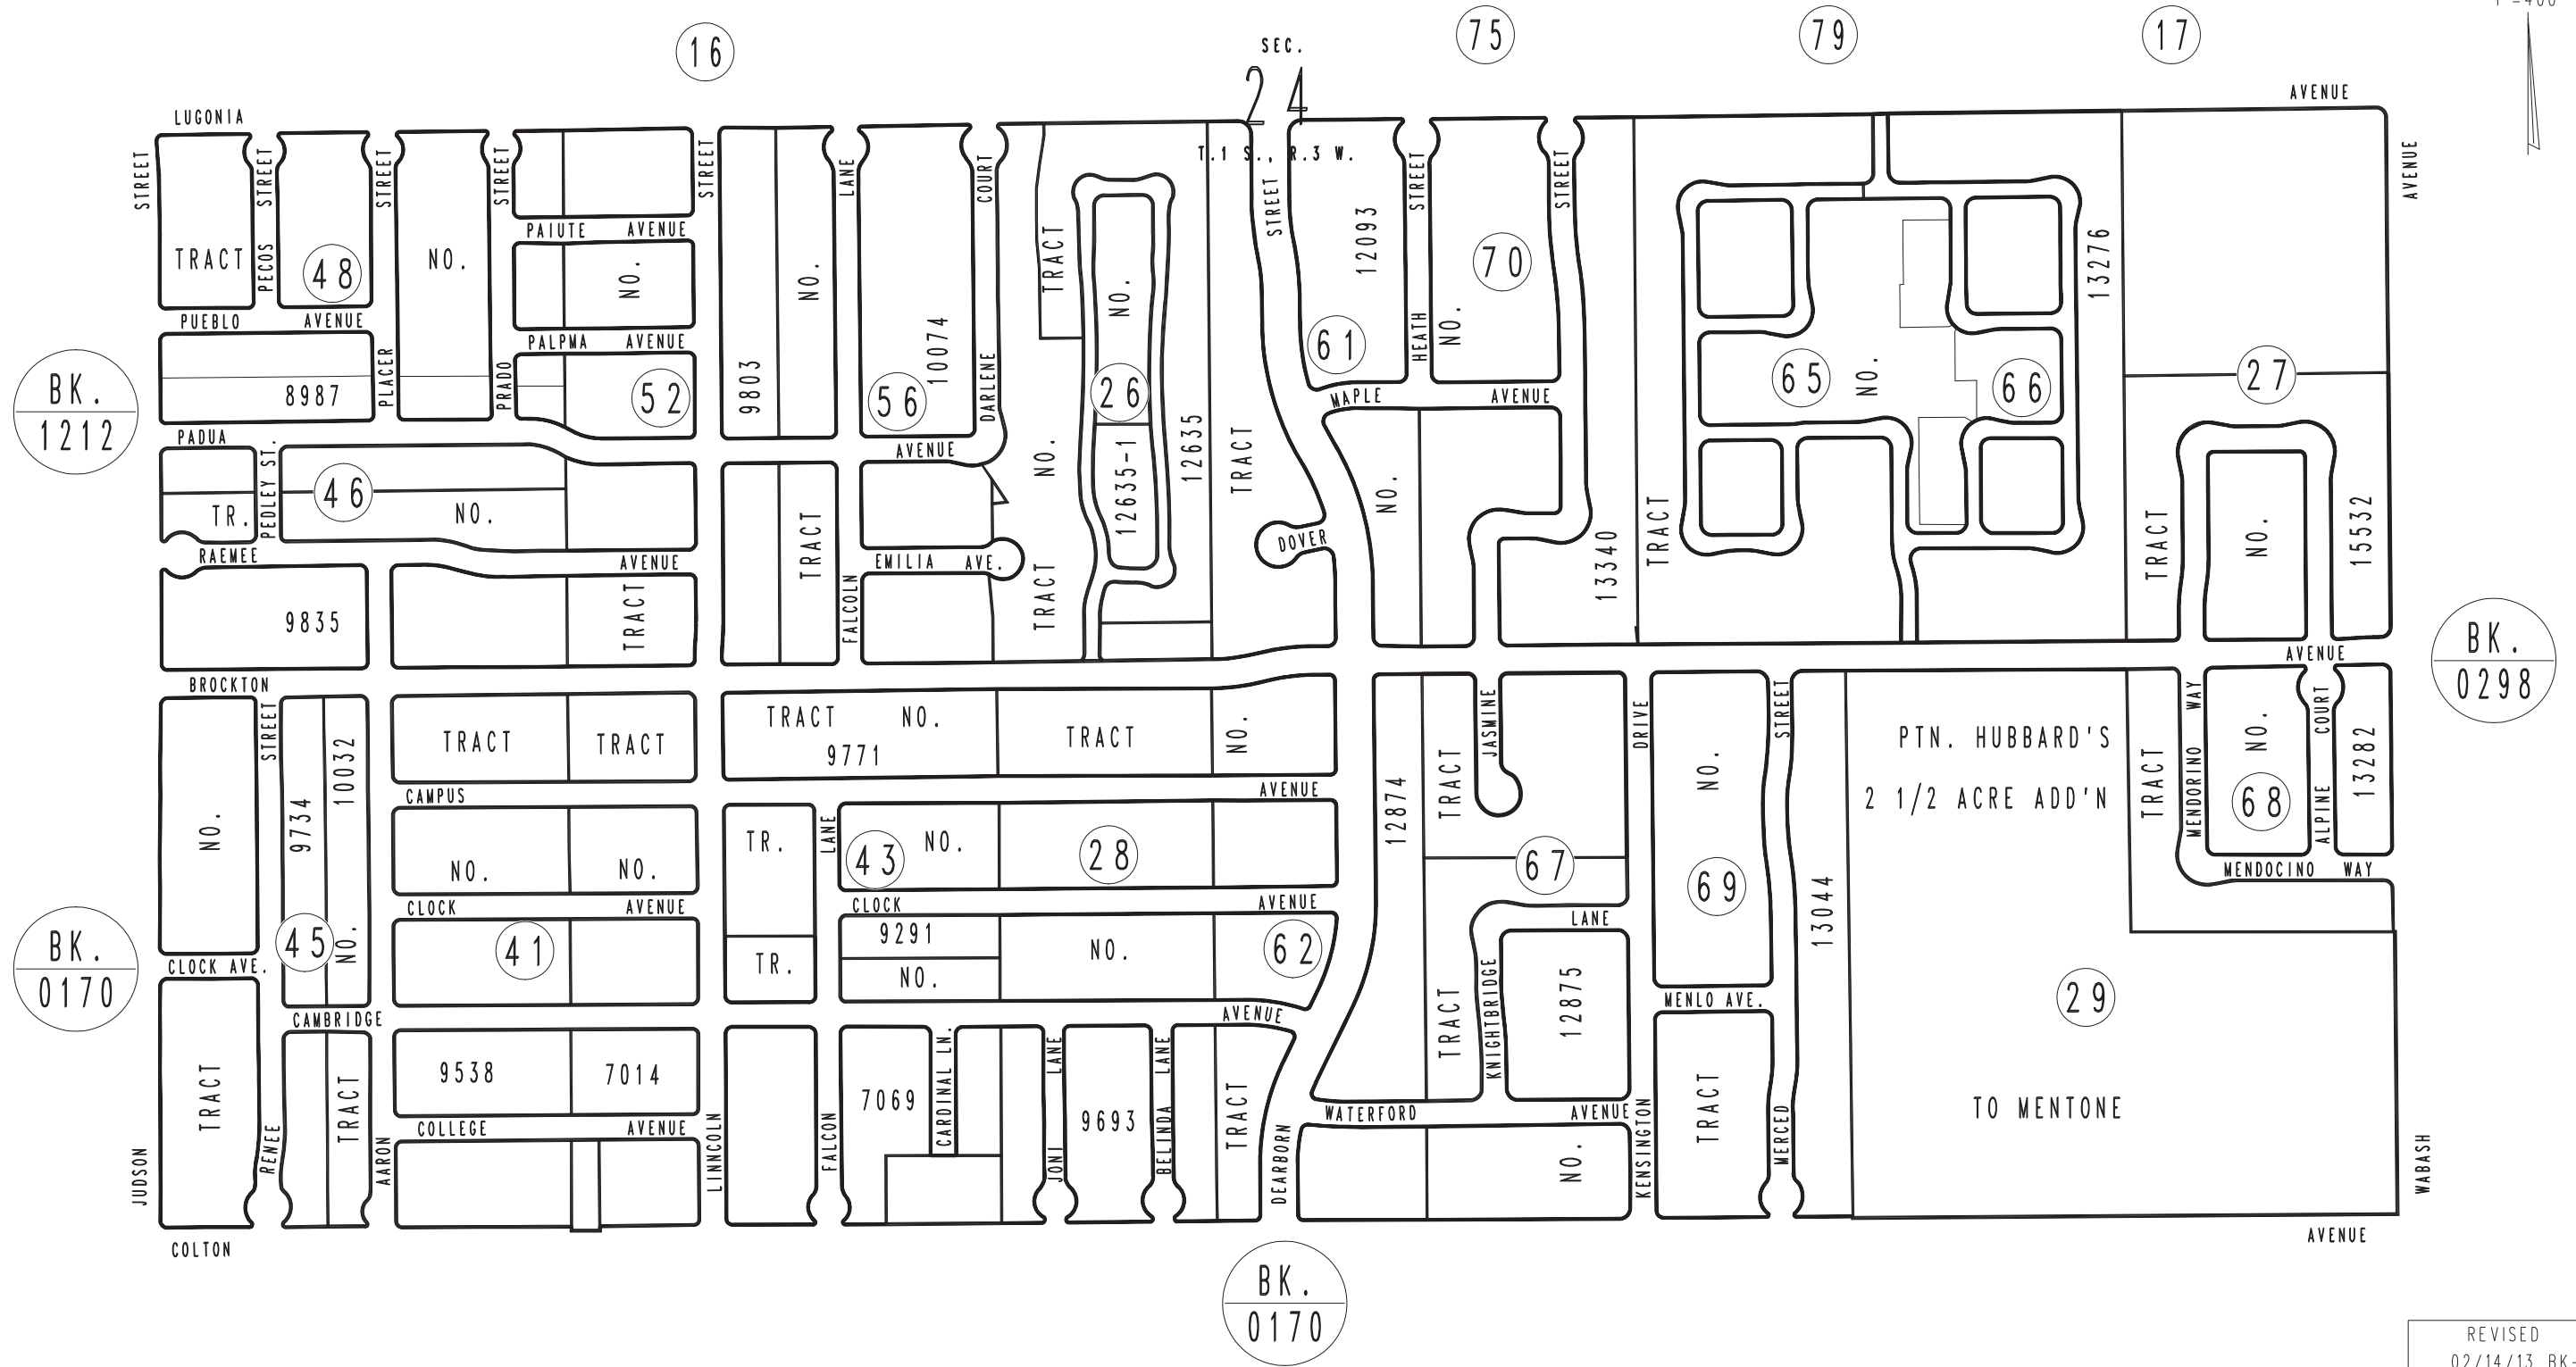 1"=400'
16
SEC.
24
T.1 S., R.3 W.
75
79
17
LUGONIA
AVENUE
STREET
PECOS STREET
PLACER STREET
PRADO STREET
STREET
LANE
DARLENE COURT
STREET
HEATH STREET
STREET
AVENUE
TRACT
48
NO.
PAIUTE AVENUE
NO.
NO.
10074
TRACT
NO.
12093
70
NO.
13276
PUEBLO AVENUE
PALPMA AVENUE
61
65
NO.
66
27
BK.
1212
8987
52
9803
56
26
MAPLE AVENUE
PADUA
AVENUE
PEDLEY ST.
46
TR.
NO.
TRACT
NO.
12635-1
12635
TRACT
NO.
13340
TRACT
TRACT
NO.
15532
RAEMEE AVENUE
EMILIA AVE.
DOVER
9835
TRACT
FALCOLN
TRACT
BK.
0298
BROCKTON
AVENUE
STREET
10032
9734
TRACT
TRACT
TRACT NO.
9771
TRACT
NO.
12874
TRACT
JASMINE
DRIVE
NO.
STREET
PTN. HUBBARD'S
2 1/2 ACRE ADD'N
TRACT
MENDORINO WAY
NO.
ALPINE COURT
13282
NO.
CAMPUS
AVENUE
TR.
LANE
43
NO.
28
67
69
68
NO.
NO.
MENDOCINO WAY
CLOCK AVENUE
CLOCK
AVENUE
LANE
13044
BK.
0170
45
NO.
41
TR.
9291
NO.
NO.
62
CLOCK AVE.
TRACT
KNIGHTBRIDGE
12875
MENLO AVE.
29
CAMBRIDGE
AVENUE
TRACT
TRACT
9538
7014
7069
CARDINAL LN.
LANE
9693
LANE
TRACT
WATERFORD AVENUE
TRACT
TO MENTONE
COLLEGE AVENUE
JUDSON
RENEE
AARON
LINNCOLN
FALCON
JONI
BELINDA
DEARBORN
NO.
KENSINGTON
MERCED
WABASH
COLTON
AVENUE
BK.
0170
REVISED
02/14/13 BK